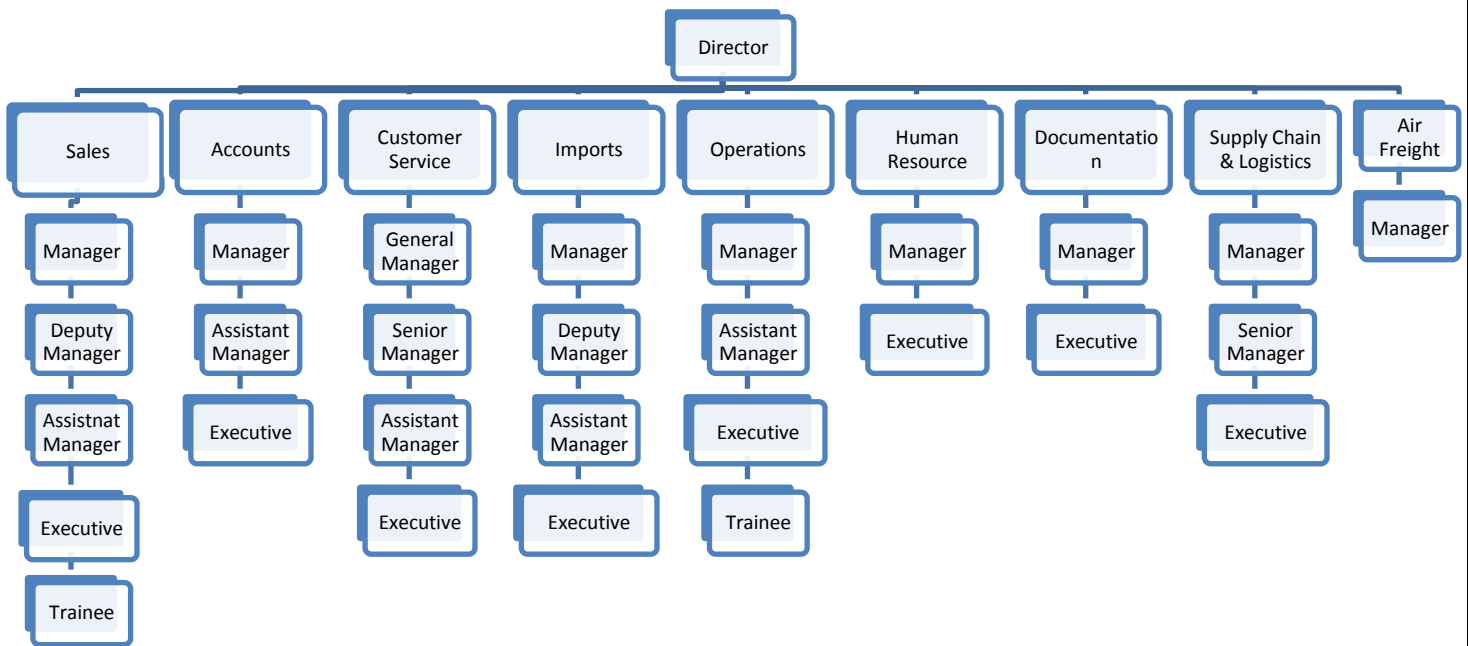 Director
Sales
Accounts
Customer
Service
Imports
Operations
Human
Resource
Documentatio
n
Supply Chain
& Logistics
Air
Freight
Manager
Manager
General
Manager
Manager
Manager
Manager
Manager
Manager
Manager
Deputy
Manager
Assistant
Manager
Senior
Manager
Deputy
Manager
Assistant
Manager
Executive
Executive
Senior
Manager
Assistnat
Manager
Executive
Assistant
Manager
Assistant
Manager
Executive
Executive
Executive
Executive
Executive
Trainee
Trainee